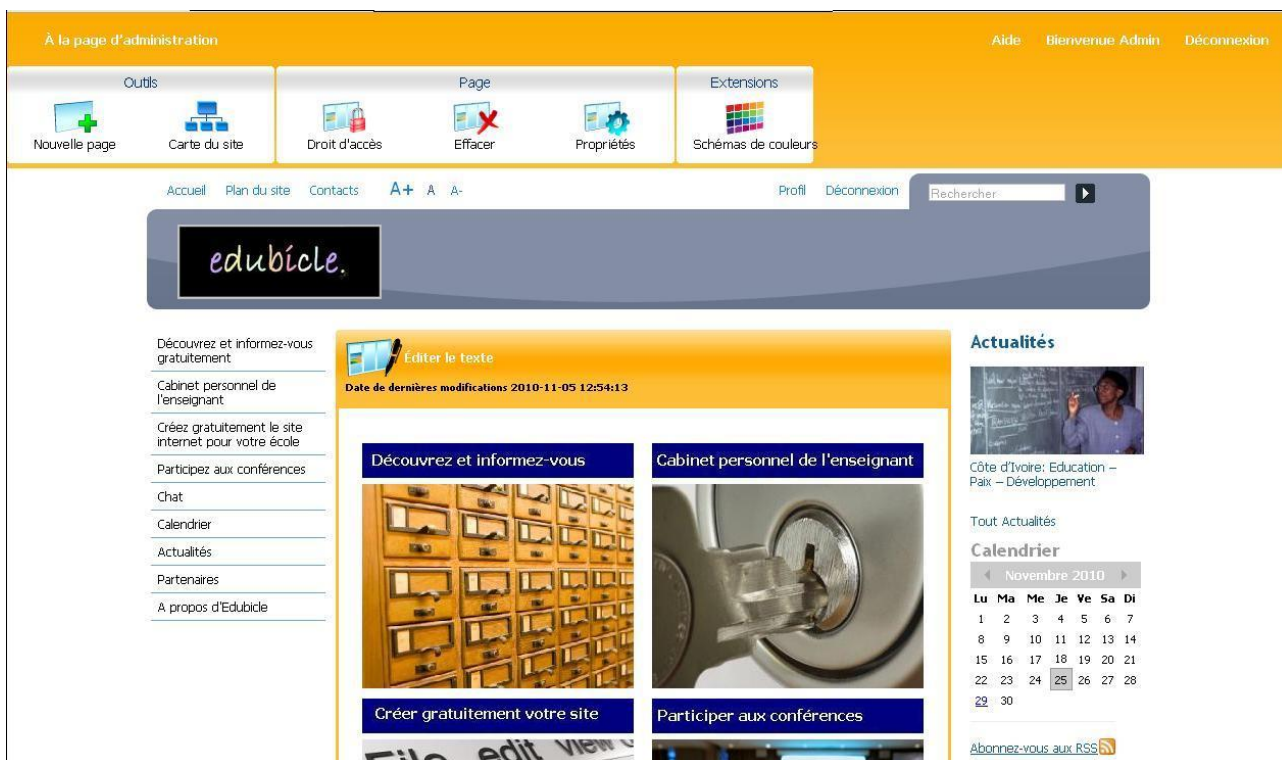 À la page d'administration
Aide Bienvenue Admin Déconnexion
Outils
Nouvelle page Carte du site
Page
Droit d'accès Effacer Propriétés
Extensions
Schémas de couleurs
Accueil Plan du site Contacts A+ A A-
Profil Déconnexion Rechercher
edubicle.
Découvrez et informez-vous
gratuitement
Cabinet personnel de
l'enseignant
Créez gratuitement le site
internet pour votre école
Participez aux conférences
Chat
Calendrier
Actualités
Partenaires
A propos d'Edubicle
Éditer le texte
Date de dernières modifications 2010-11-05 12:54:13
Découvrez et informez-vous
Cabinet personnel de l'enseignant
Créer gratuitement votre site
Participer aux conférences
File edit view
Actualités
Côte d'Ivoire: Education –
Paix – Développement
Tout Actualités
Calendrier
Novembre 2010
Lu Ma Me Je Ve Sa Di
1 2 3 4 5 6 7
8 9 10 11 12 13 14
15 16 17 18 19 20 21
22 23 24 25 26 27 28
29 30
Abonnez-vous aux RSS